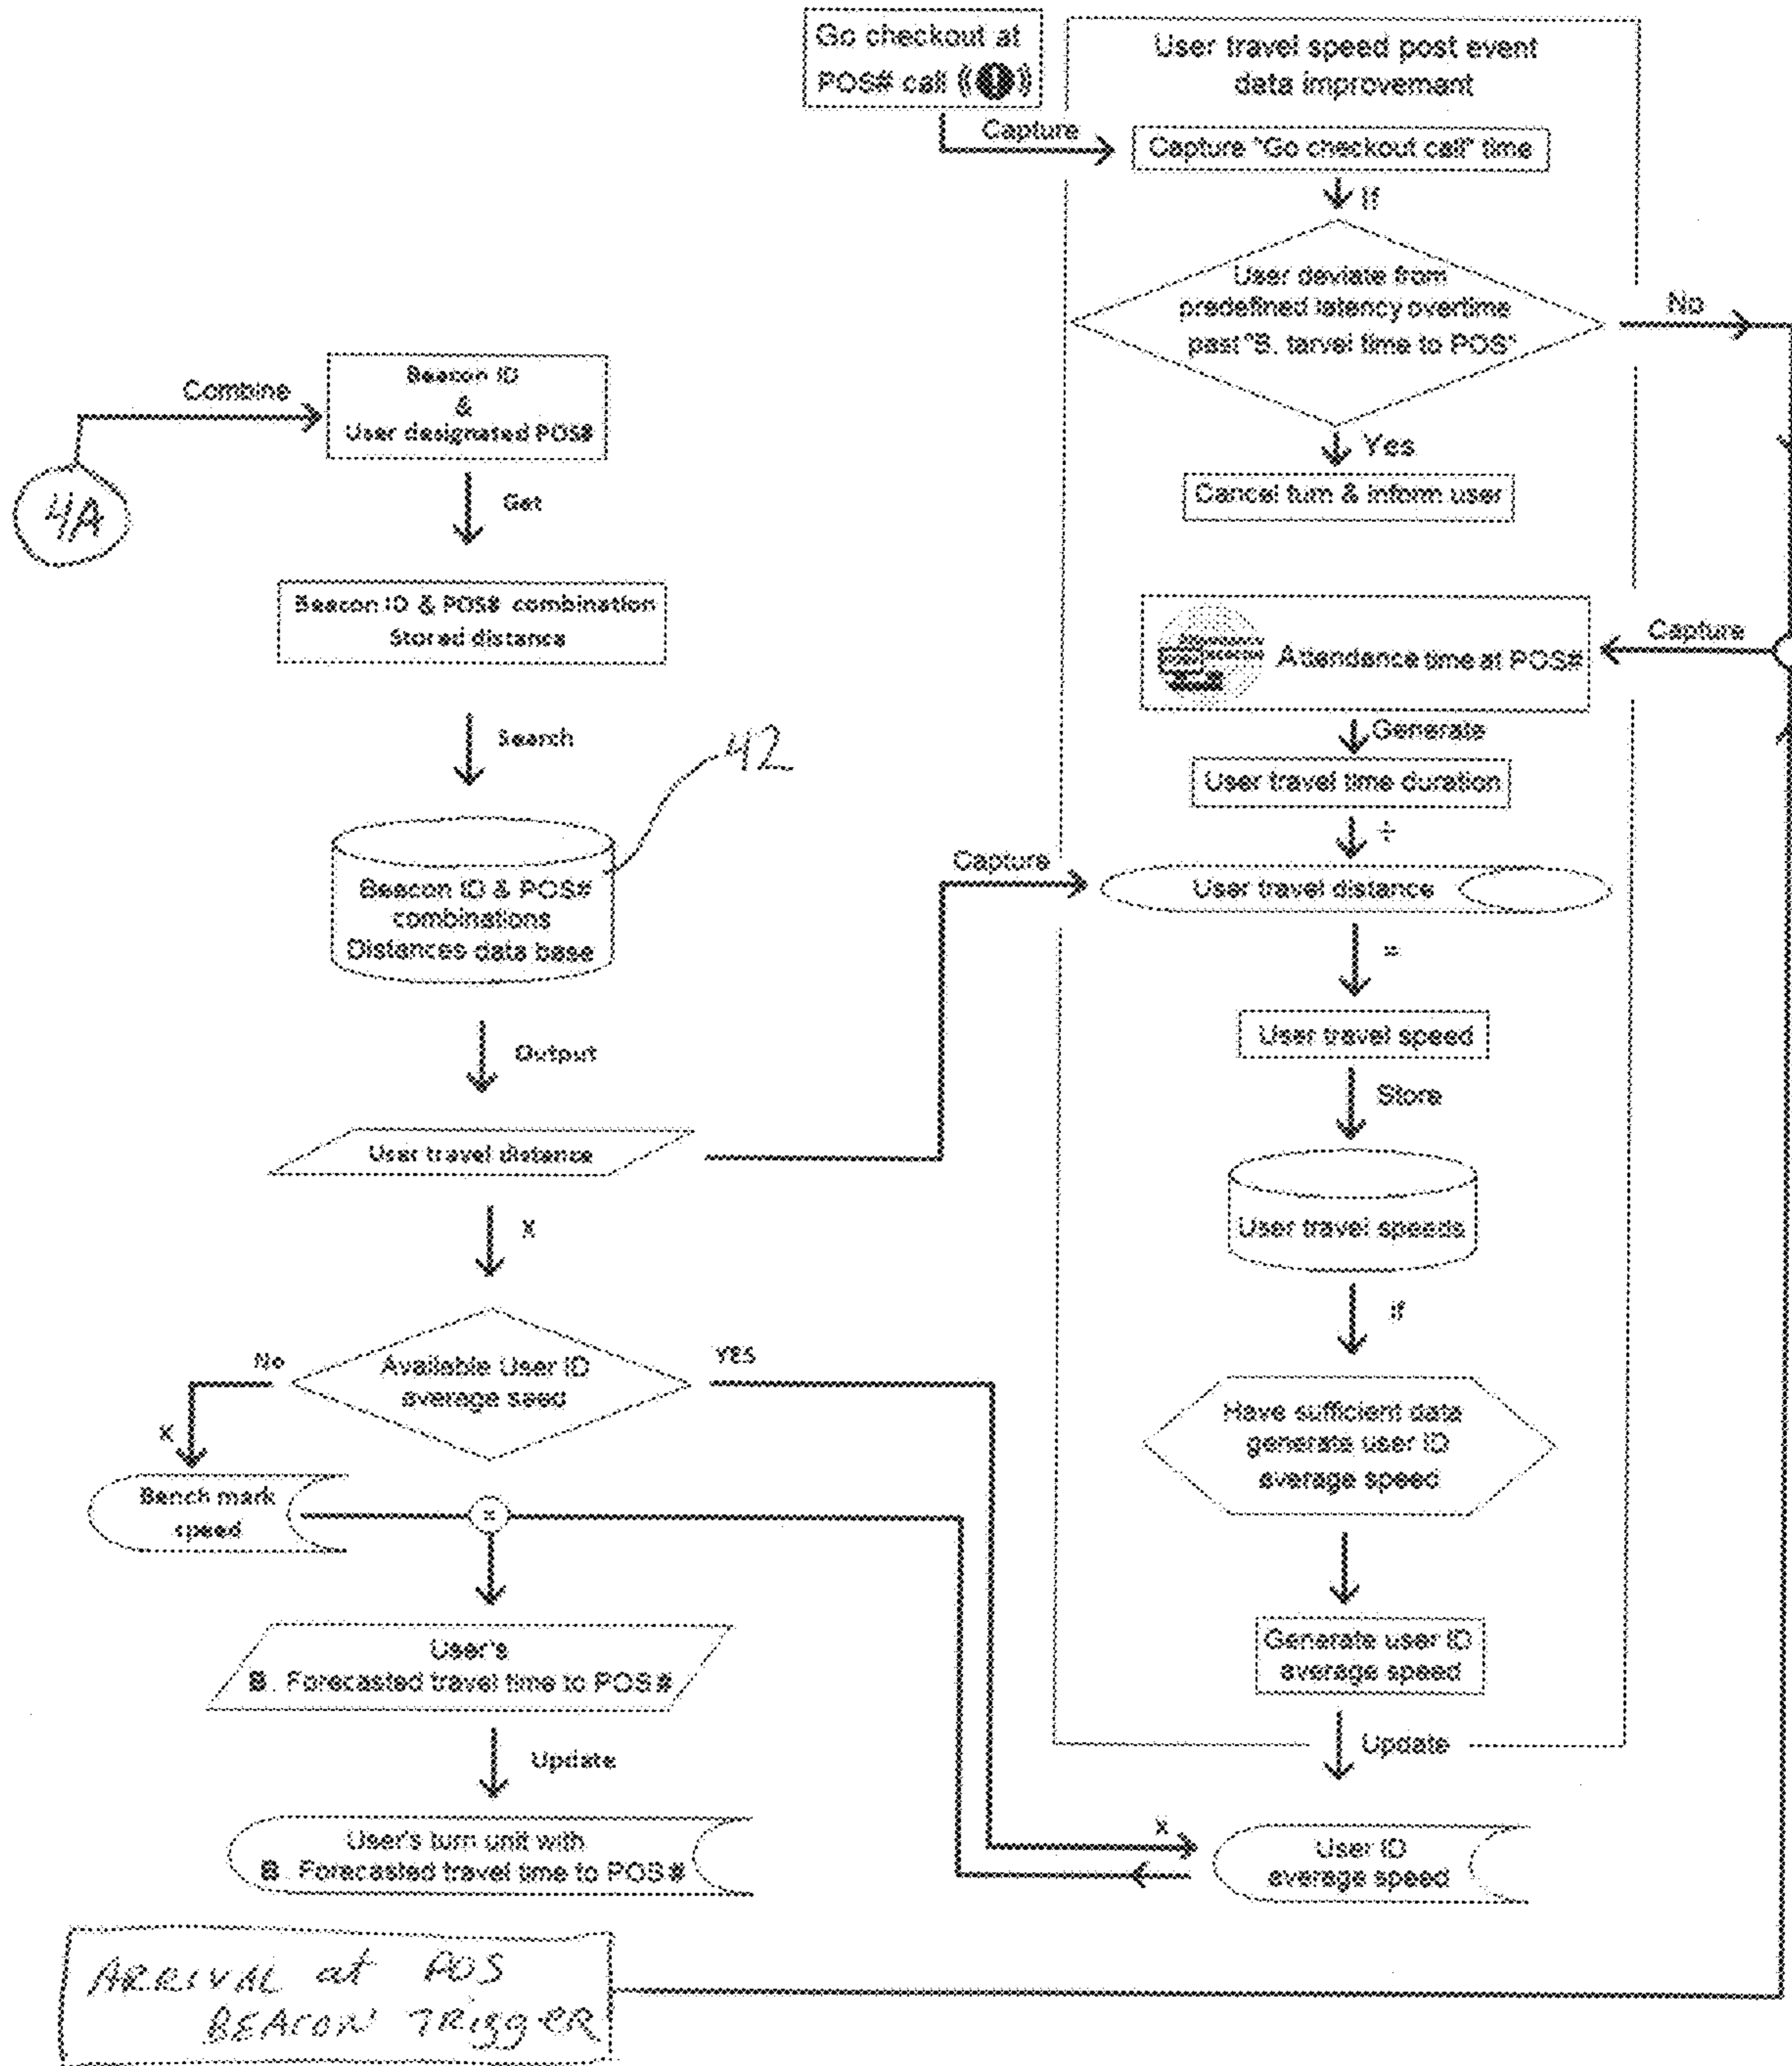 Go checkout at
POS# call
User travel speed post event
data improvemant
Capture
Capture "Go checkout call" time
If
User deviate from
predefined latency overtime
past "B. tarvel time to POS"
No
Yes
Cancel turn & inform user
Capture
Attendance time at POS#
Generate
User travel time duration
÷
Capture
User travel distance
=
User travel speed
Store
User travel speeds
if
Have sufficient data
generate user ID
average speed
Generate user ID
average speed
Update
X
User ID
average speed
4A
Combine
Beacon ID
&
User designated POS#
Get
Beacon ID & POS# combination
Stored distance
Search
42
Beacon ID & POS#
combinations
Distances data base
Output
User travel distance
X
Available User ID
average seed
No
YES
X
Bench mark
speed
=
User's
B. Forecasted travel time to POS#
Update
User's turn unit with
B. Forecasted travel time to POS#
ARRIVAL at POS
BEACON TRIggER